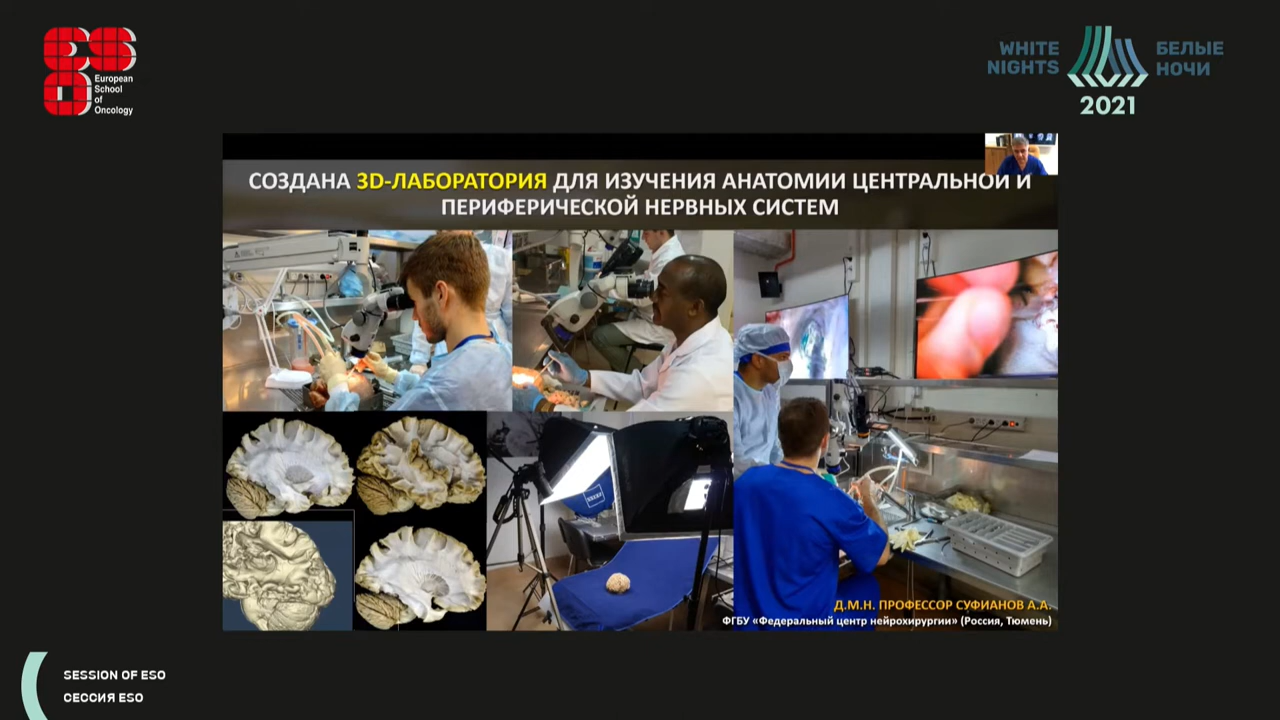 European
School
of
Oncology
WHITE
NIGHTS
БЕЛЫЕ
НОЧИ
2021
СОЗДАНА 3D-ЛАБОРАТОРИЯ ДЛЯ ИЗУЧЕНИЯ АНАТОМИИ ЦЕНТРАЛЬНОЙ И
ПЕРИФЕРИЧЕСКОЙ НЕРВНЫХ СИСТЕМ
Д.М.Н. ПРОФЕССОР СУФИАНОВ А.А.
ФГБУ «Федеральный центр нейрохирургии» (Россия, Тюмень)
SESSION OF ESO
СЕССИЯ ESO